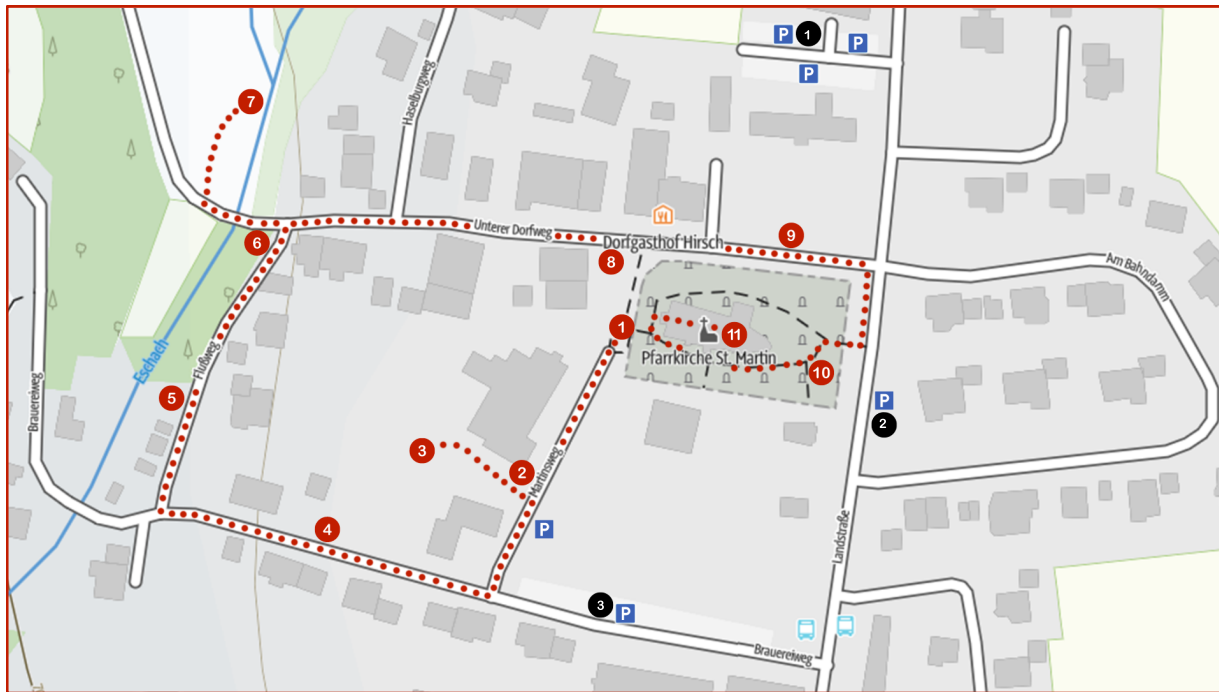 P
1
P
P
7
Haselburgweg
6
Unterer Dorfweg
Dorfgasthof Hirsch
9
8
Am Bahndamm
1
11
Pfarrkirche St. Martin
10
Eschach
Flußweg
Brauereiweg
5
P
2
3
2
Martinsweg
4
P
Landstraße
3
P
Brauereiweg